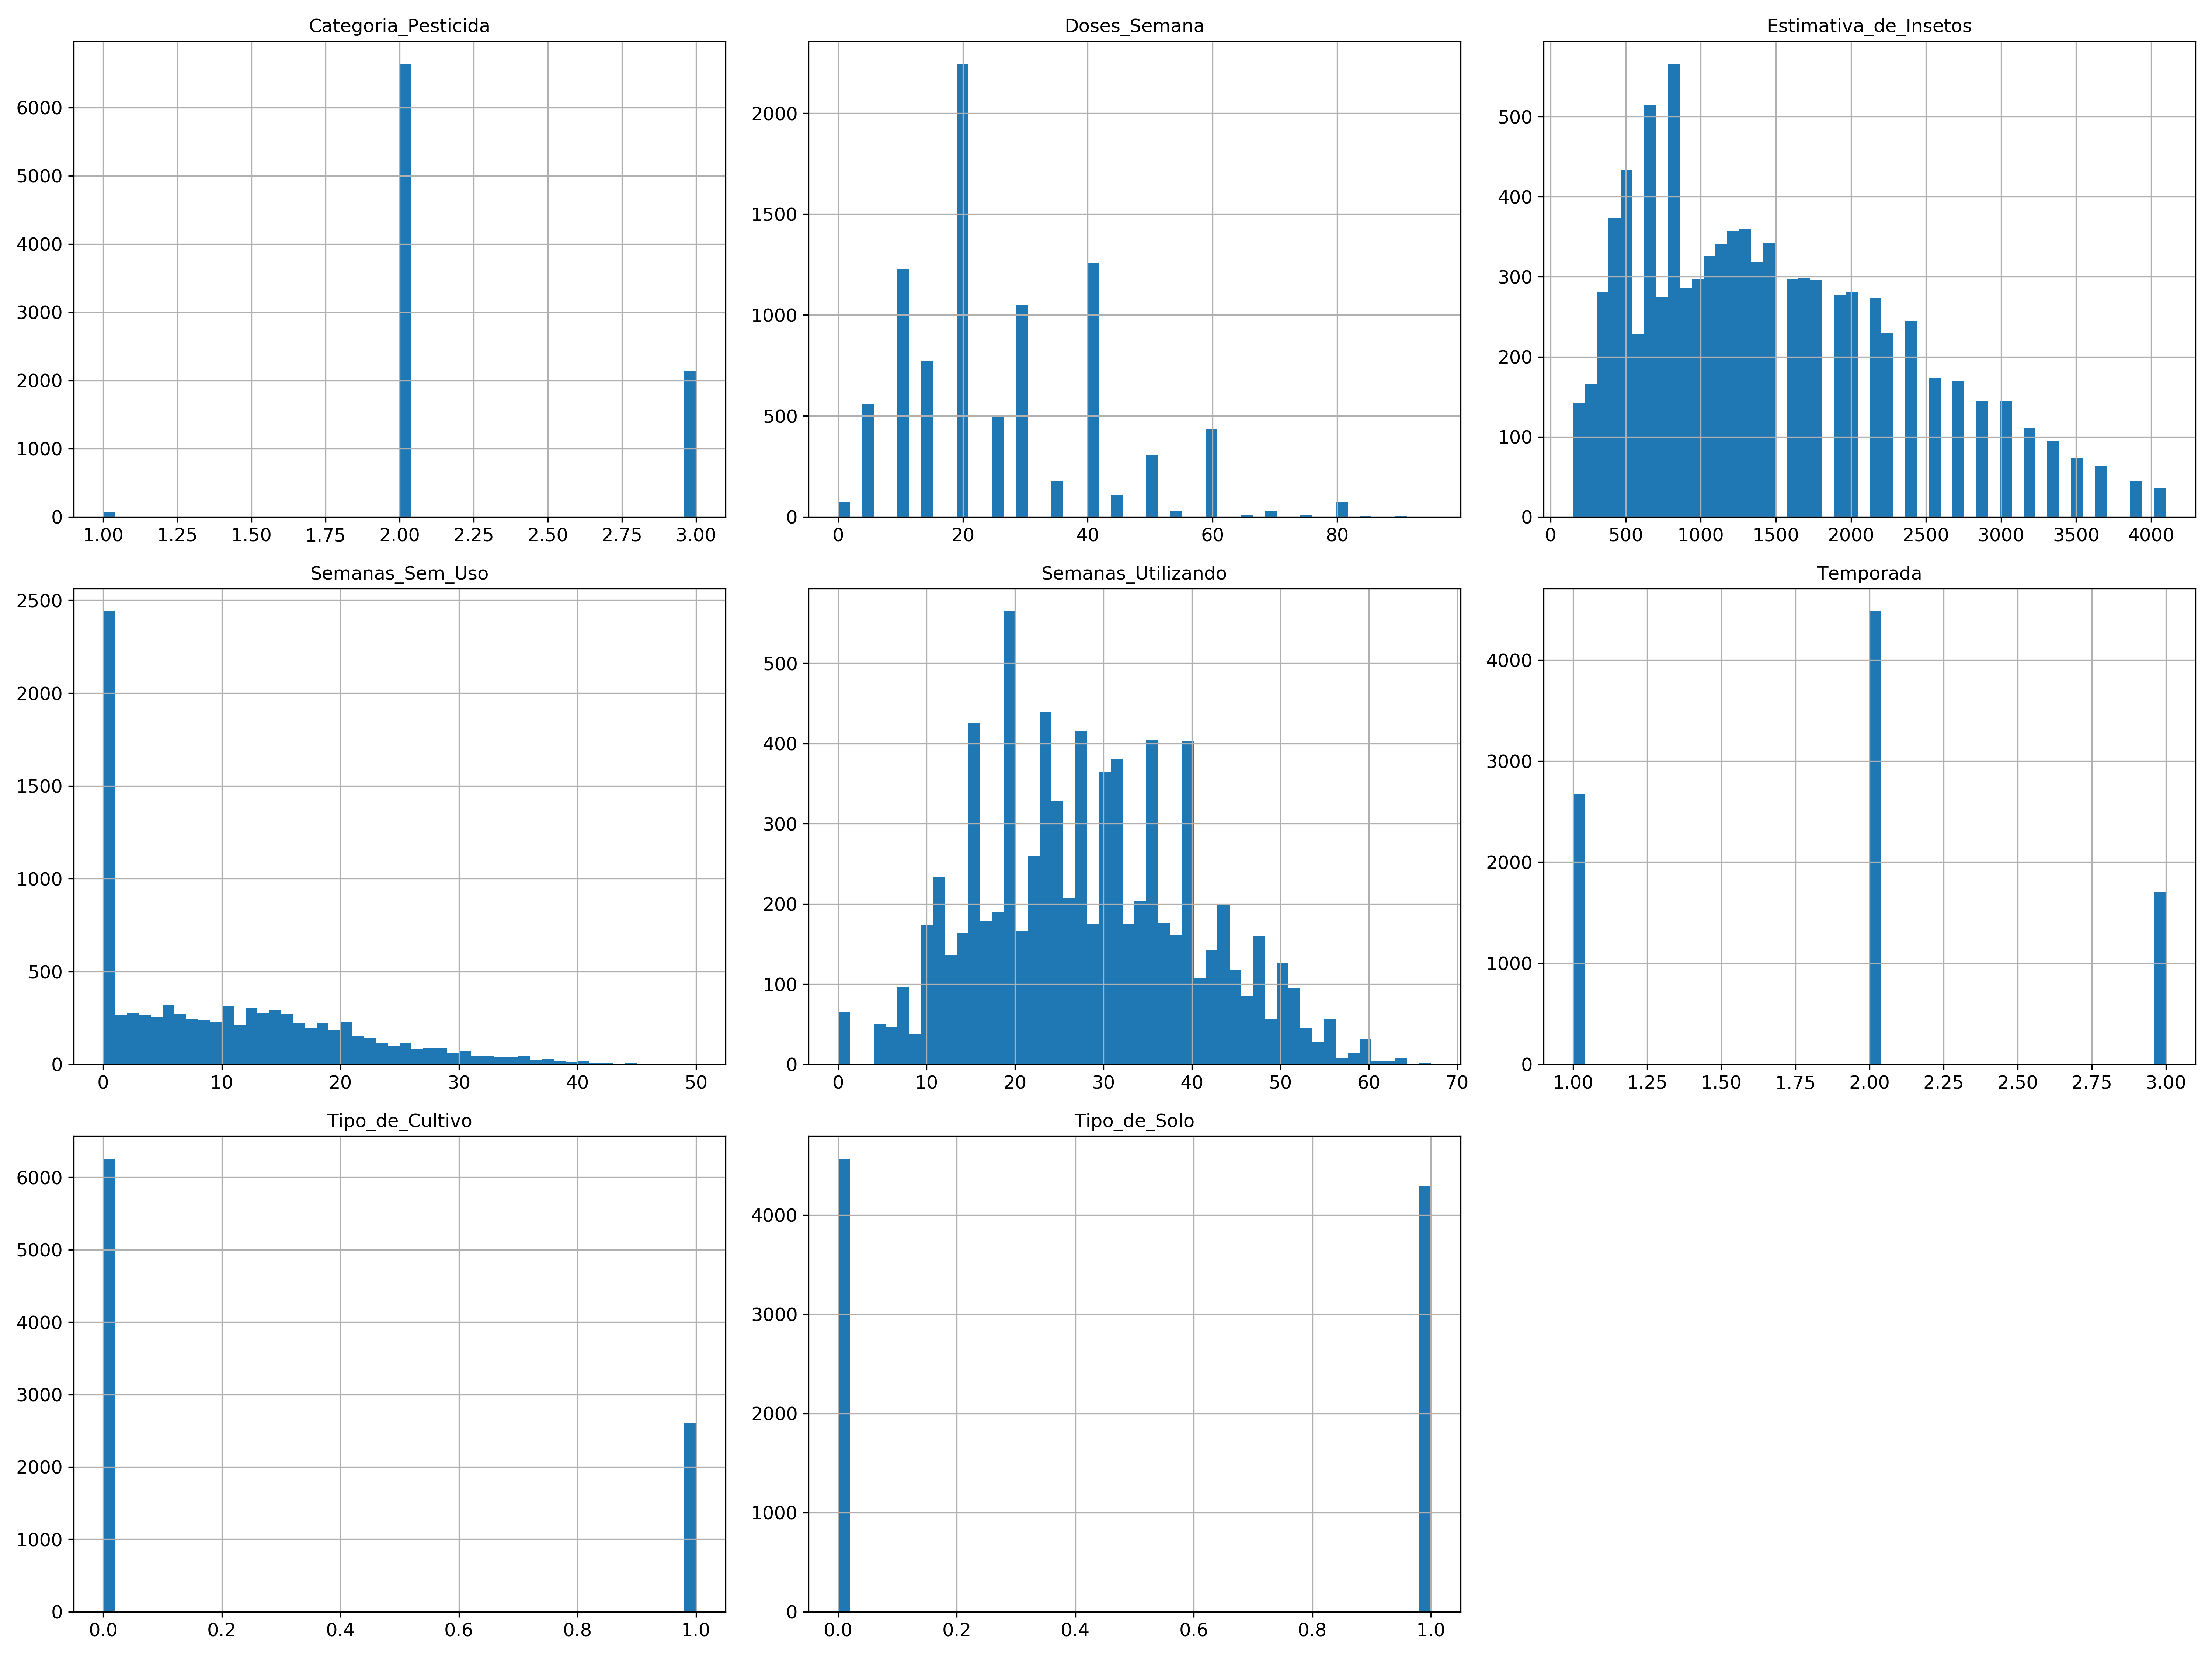 Categoria_Pesticida
6000
5000
4000
3000
2000
1000
0
1.00 1.25 1.50 1.75 2.00 2.25 2.50 2.75 3.00
Doses_Semana
2000
1500
1000
500
0
0 20 40 60 80
Estimativa_de_Insetos
500
400
300
200
100
0
0 500 1000 1500 2000 2500 3000 3500 4000
Semanas_Sem_Uso
2500
2000
1500
1000
500
0
0 10 20 30 40 50
Semanas_Utilizando
500
400
300
200
100
0
0 10 20 30 40 50 60 70
Temporada
4000
3000
2000
1000
0
1.00 1.25 1.50 1.75 2.00 2.25 2.50 2.75 3.00
Tipo_de_Cultivo
6000
5000
4000
3000
2000
1000
0
0.0 0.2 0.4 0.6 0.8 1.0
Tipo_de_Solo
4000
3000
2000
1000
0
0.0 0.2 0.4 0.6 0.8 1.0